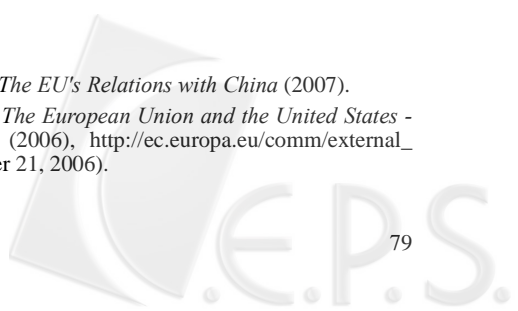 The EU's Relations with China (2007).
The European Union and the United States -
(2006), http://ec.europa.eu/comm/external_
er 21, 2006).
79
C.E.P.S.